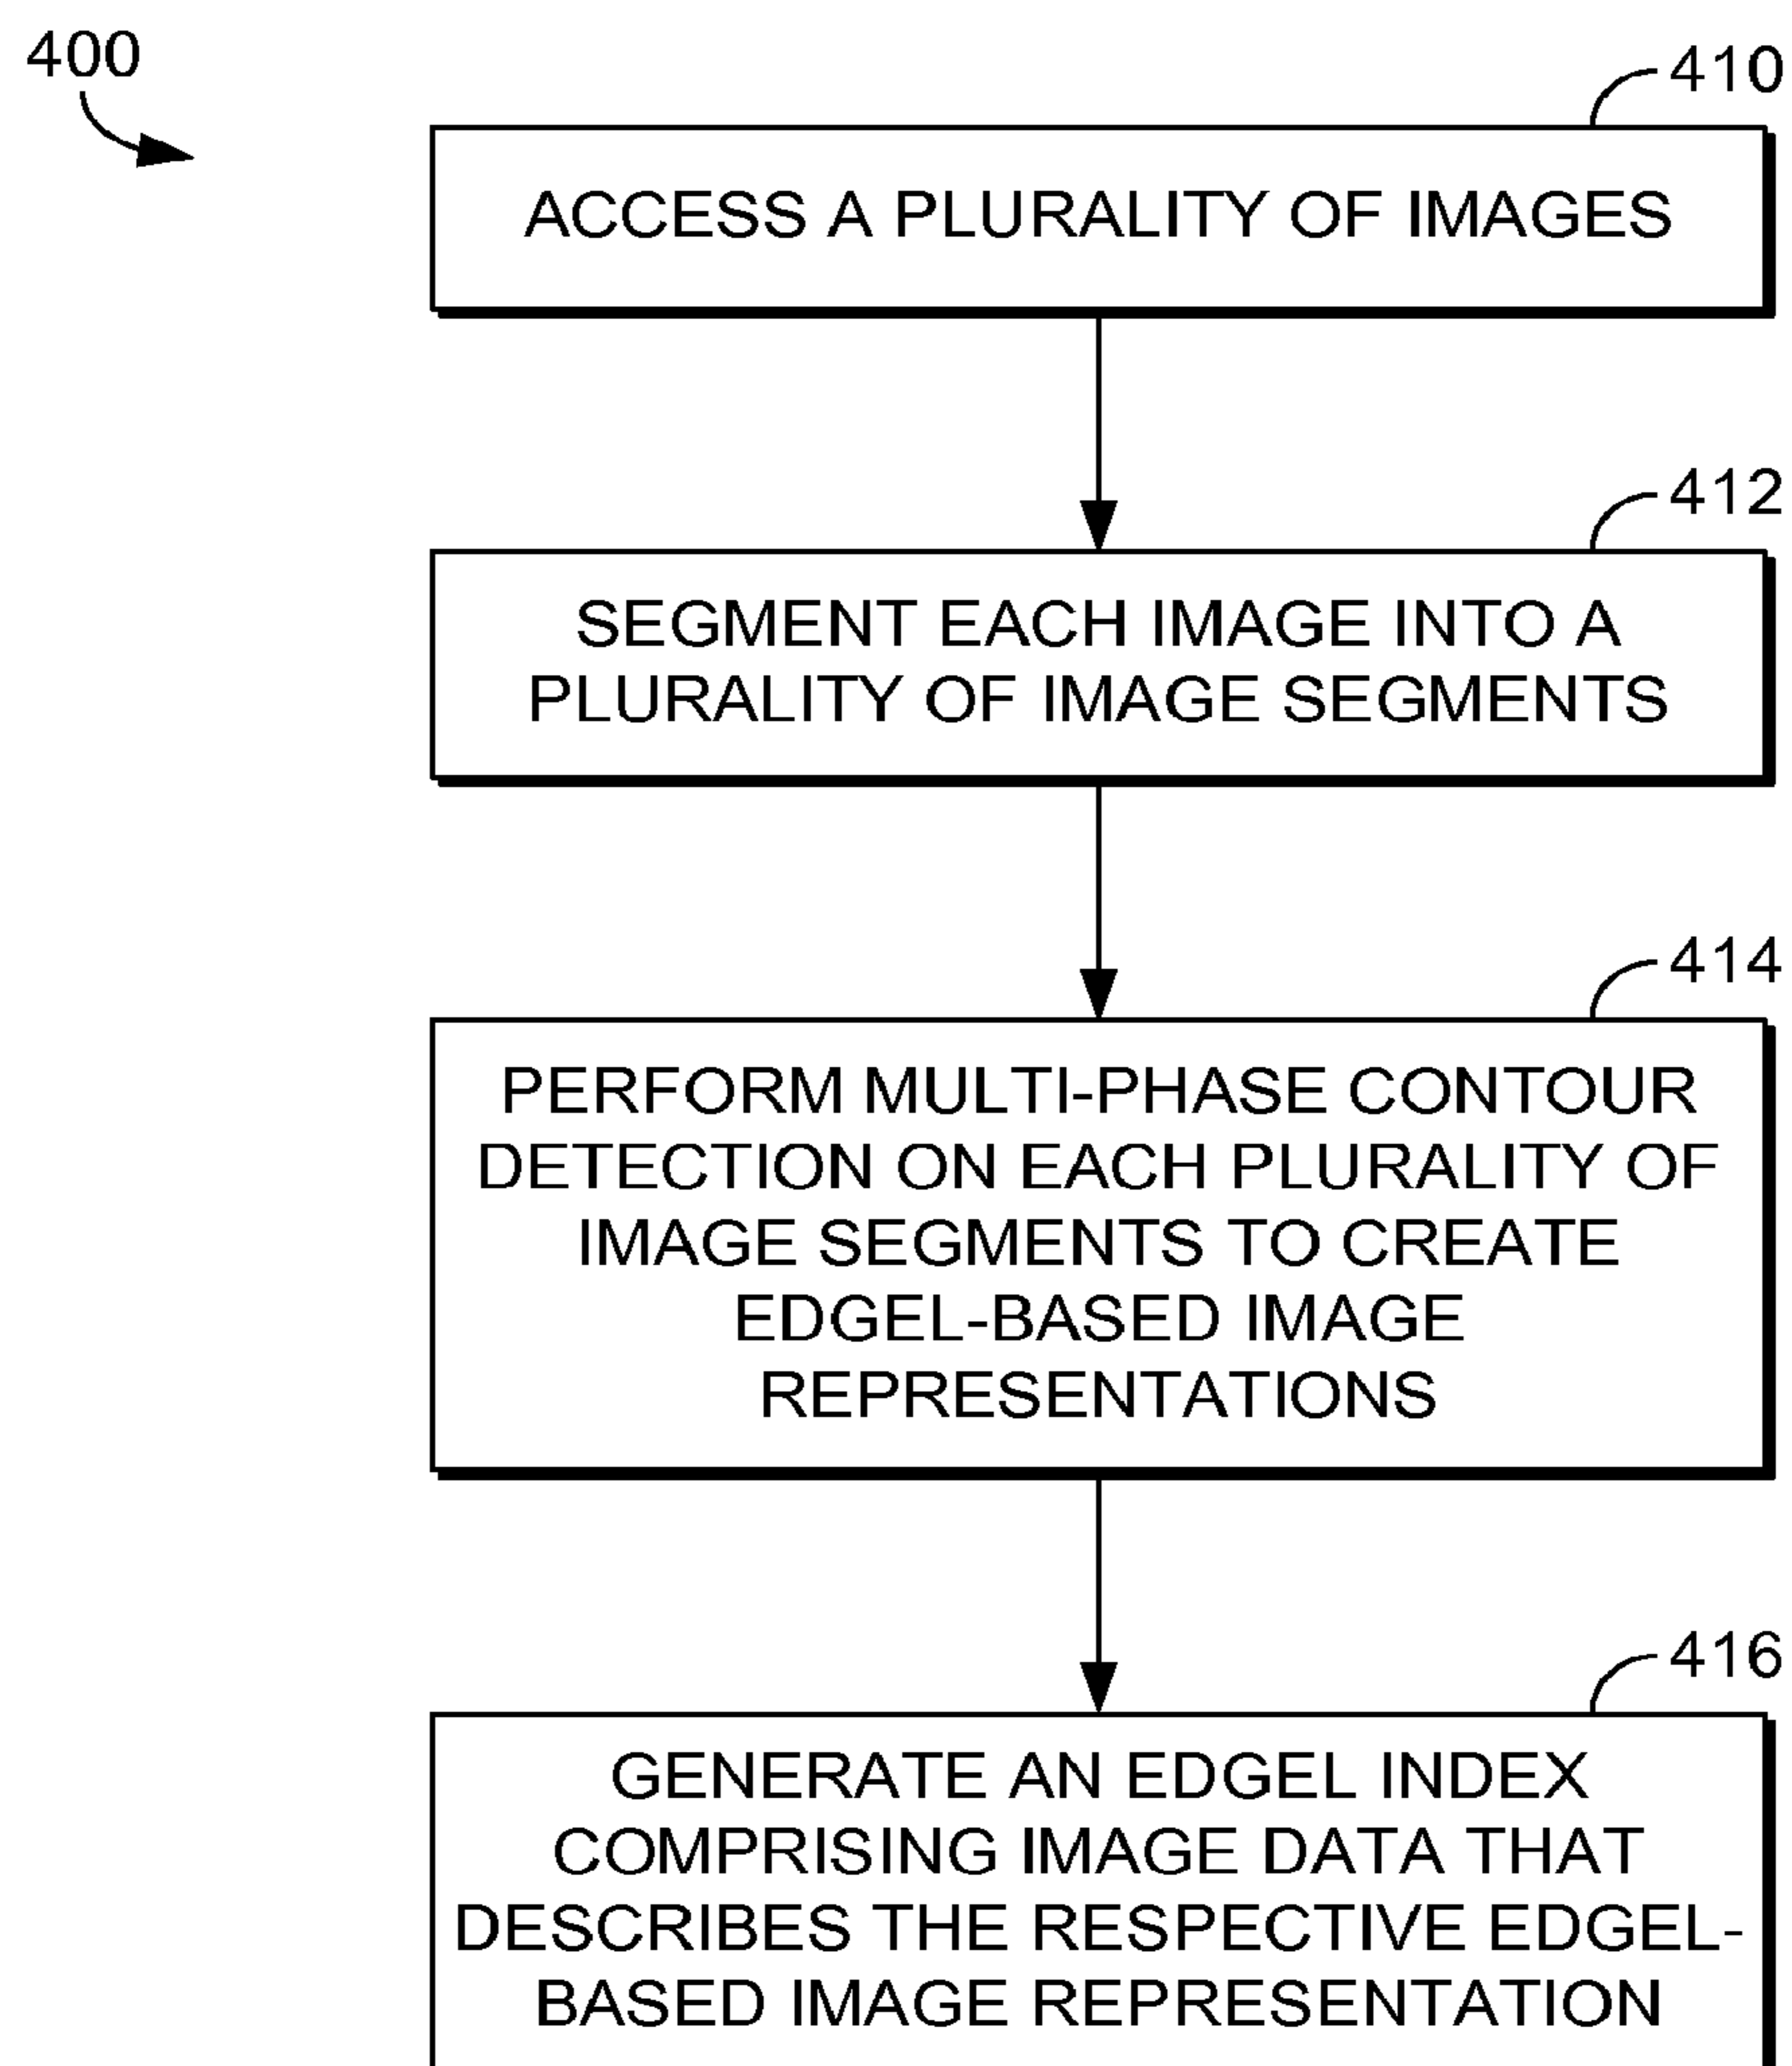 400
410
ACCESS A PLURALITY OF IMAGES
412
SEGMENT EACH IMAGE INTO A
PLURALITY OF IMAGE SEGMENTS
414
PERFORM MULTI-PHASE CONTOUR
DETECTION ON EACH PLURALITY OF
IMAGE SEGMENTS TO CREATE
EDGEL-BASED IMAGE
REPRESENTATIONS
416
GENERATE AN EDGEL INDEX
COMPRISING IMAGE DATA THAT
DESCRIBES THE RESPECTIVE EDGEL-
BASED IMAGE REPRESENTATION